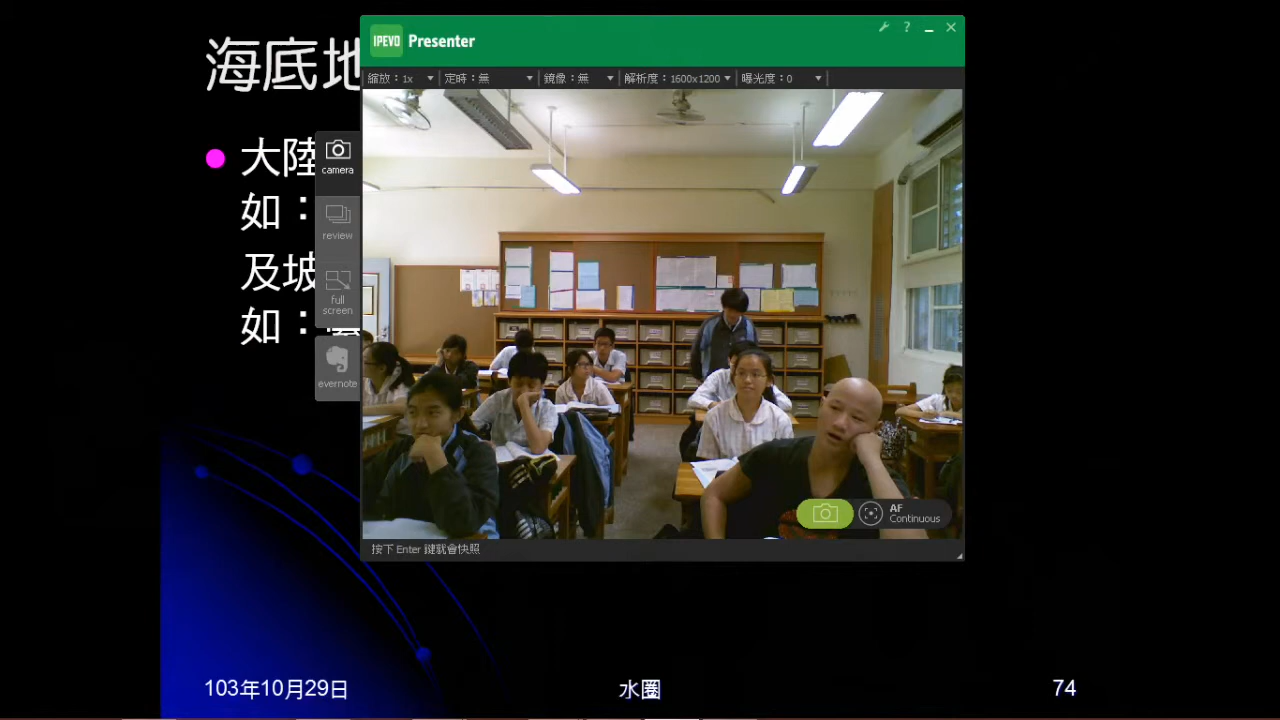 海底地
IPEVO Presenter
縮放：1x 定時：無 鏡像：無 解析度：1600x1200 曝光度：0
大陸
如：
及坡
如：
camera
review
full
screen
evernote
AF
Continuous
按下 Enter 鍵就會快照
103年10月29日
水圈
74